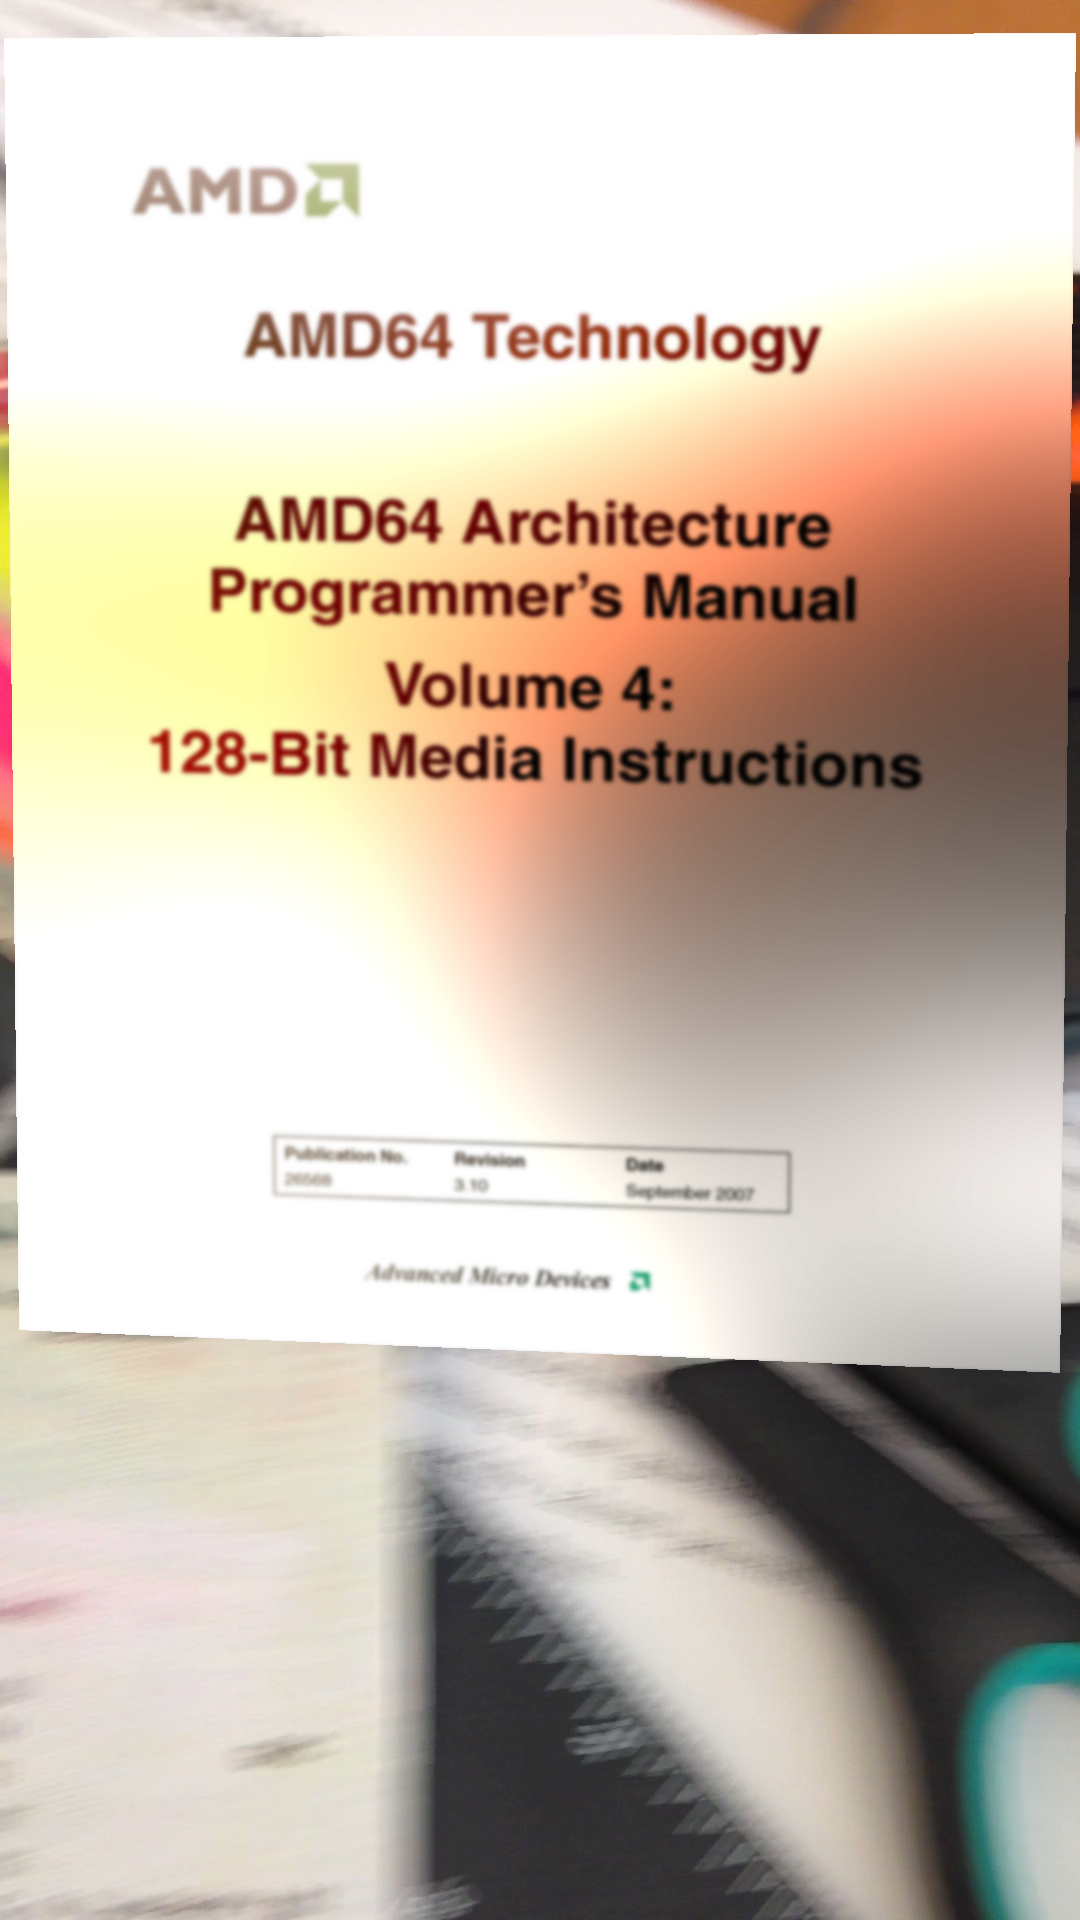 AMD
AMD64 Technology
AMD64 Architecture
Programmer’s Manual
Volume 4:
128-Bit Media Instructions
Publication No. Revision Date
26568 3.10 September 2007
Advanced Micro Devices